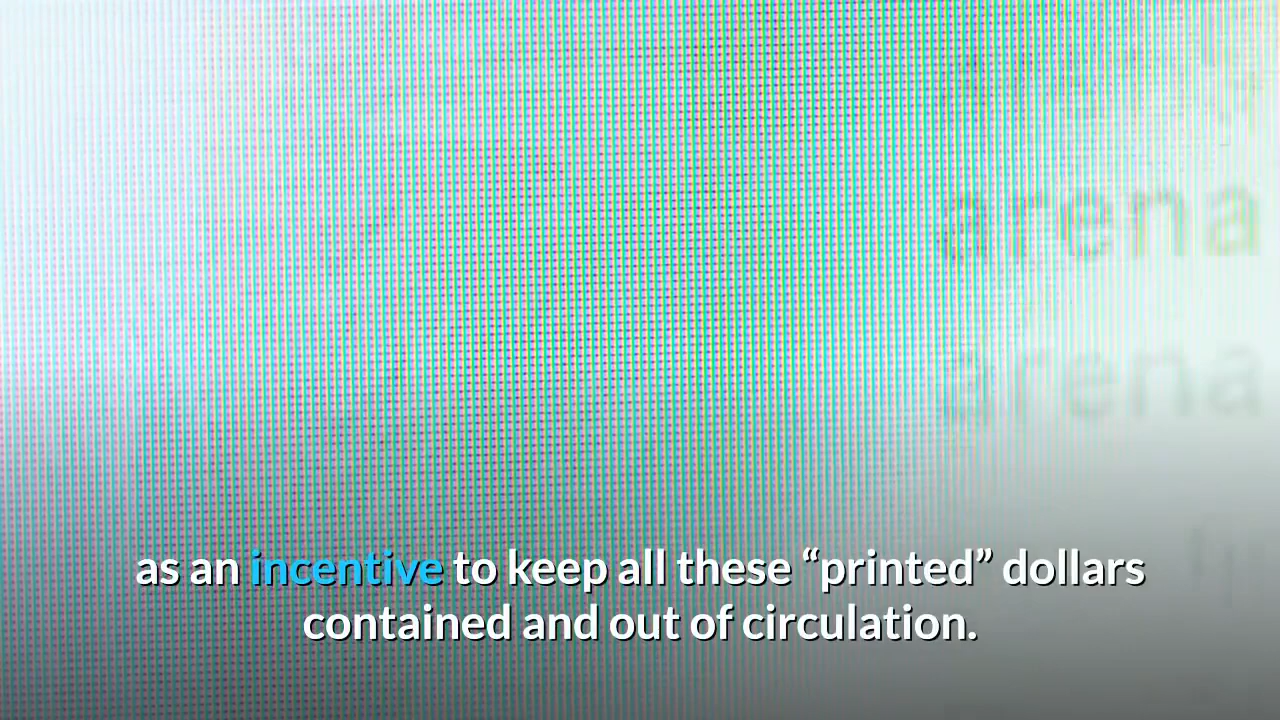 arena
arena
as an incentive to keep all these “printed” dollars
contained and out of circulation.